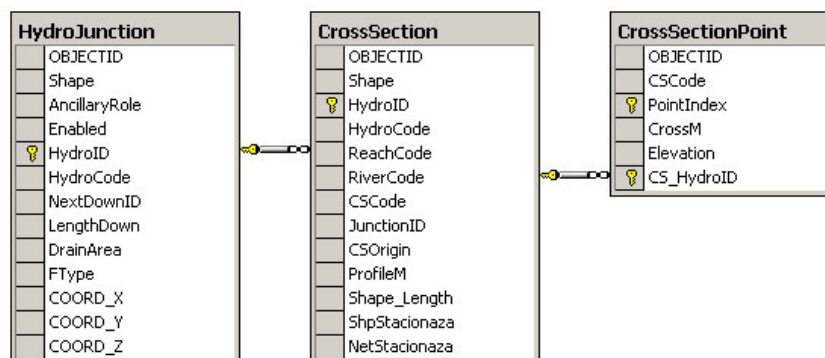 HydroJunction
OBJECTID
Shape
AncillaryRole
Enabled
HydroID
HydroCode
NextDownID
LengthDown
DrainArea
FType
COORD_X
COORD_Y
COORD_Z
CrossSection
OBJECTID
Shape
HydroID
HydroCode
ReachCode
RiverCode
CSCode
JunctionID
CSOrigin
ProfileM
Shape_Length
ShpStacionaza
NetStacionaza
CrossSectionPoint
OBJECTID
CSCode
PointIndex
CrossM
Elevation
CS_HydroID